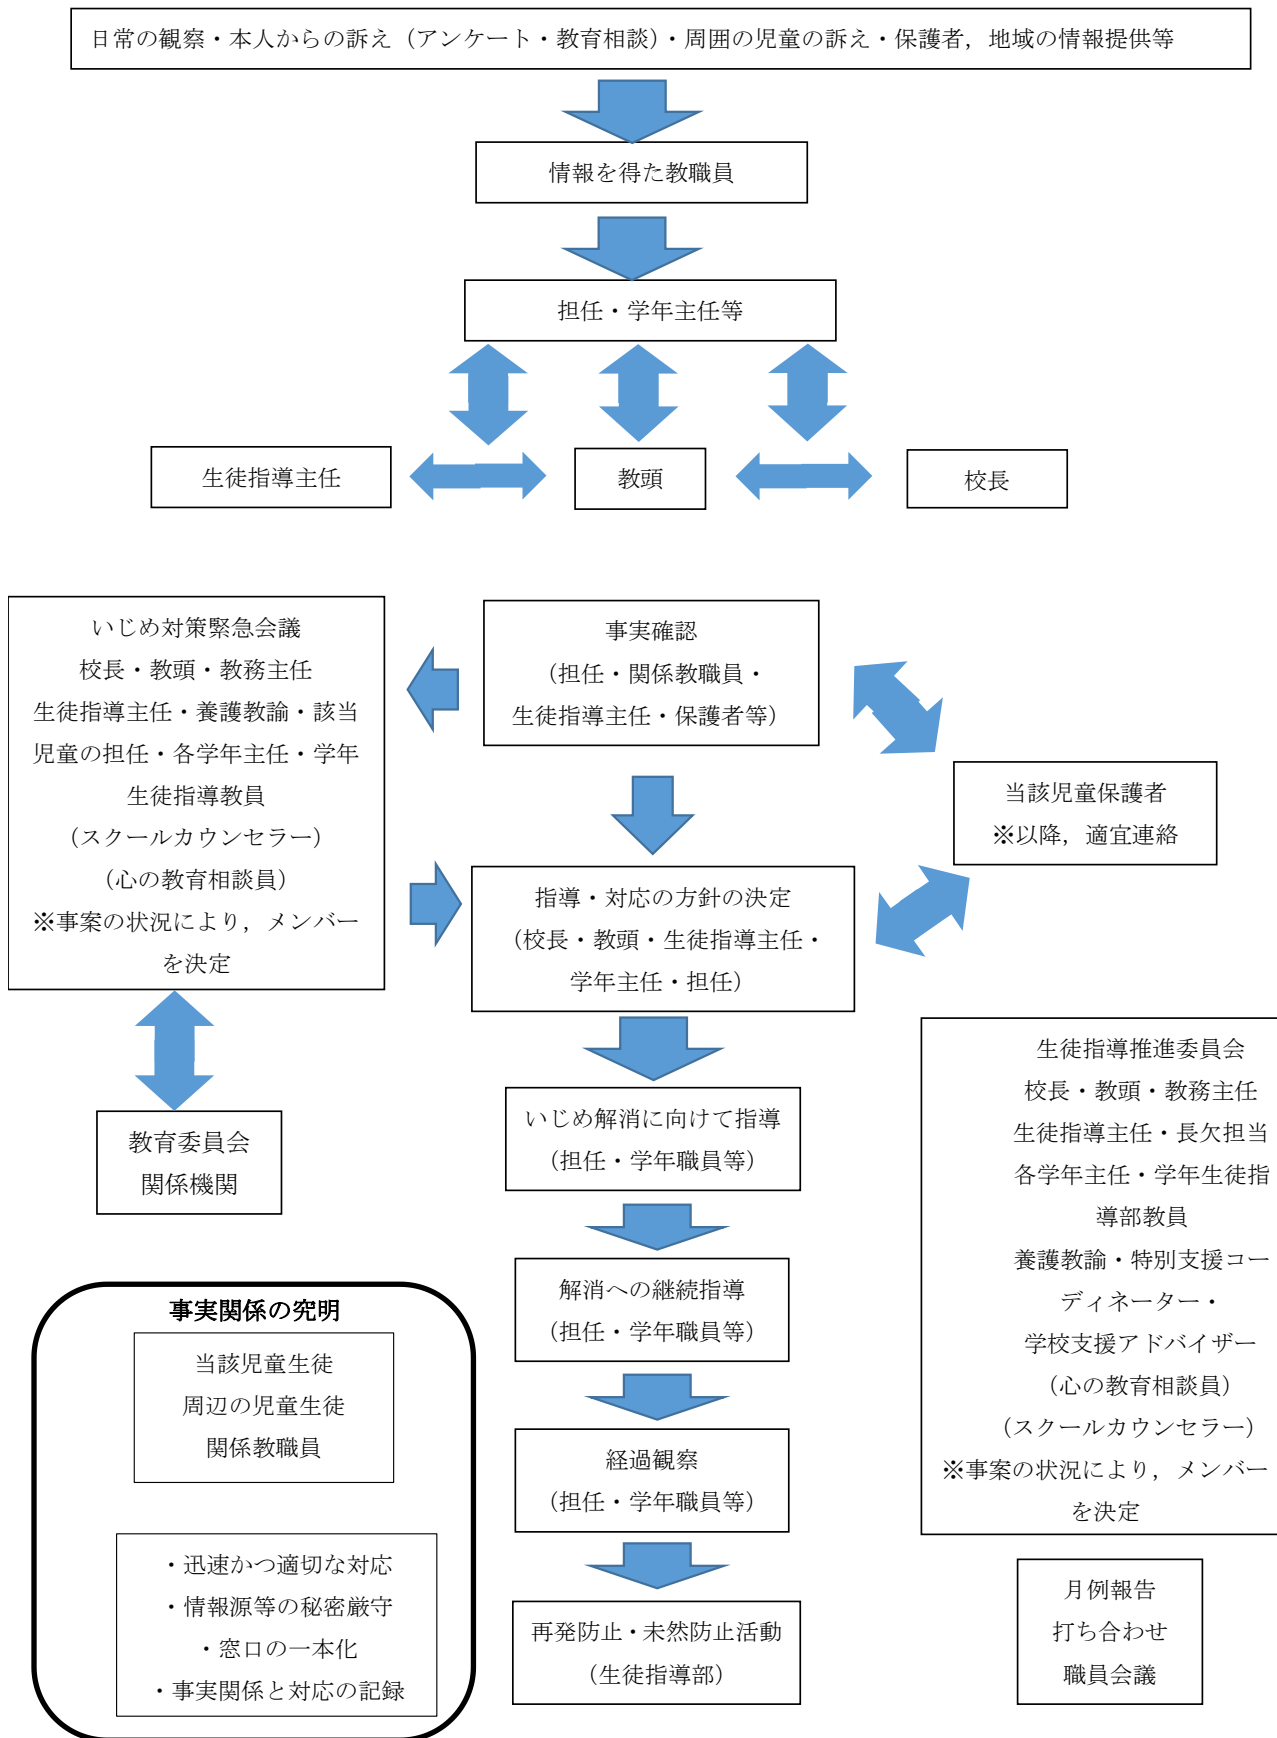 日常の観察・本人からの訴え（アンケート・教育相談）・周囲の児童の訴え・保護者，地域の情報提供等
情報を得た教職員
担任・学年主任等
生徒指導主任
教頭
校長
いじめ対策緊急会議
校長・教頭・教務主任
生徒指導主任・養護教諭・該当
児童の担任・各学年主任・学年
生徒指導教員
（スクールカウンセラー）
（心の教育相談員）
※事案の状況により，メンバー
を決定
事実確認
（担任・関係教職員・
生徒指導主任・保護者等）
当該児童保護者
※以降，適宜連絡
指導・対応の方針の決定
（校長・教頭・生徒指導主任・
学年主任・担任）
教育委員会
関係機関
いじめ解消に向けて指導
（担任・学年職員等）
解消への継続指導
（担任・学年職員等）
経過観察
（担任・学年職員等）
再発防止・未然防止活動
（生徒指導部）
生徒指導推進委員会
校長・教頭・教務主任
生徒指導主任・長欠担当
各学年主任・学年生徒指
導部教員
養護教諭・特別支援コー
ディネーター・
学校支援アドバイザー
（心の教育相談員）
（スクールカウンセラー）
※事案の状況により，メンバー
を決定
月例報告
打ち合わせ
職員会議
事実関係の究明
当該児童生徒
周辺の児童生徒
関係教職員
・迅速かつ適切な対応
・情報源等の秘密厳守
・窓口の一本化
・事実関係と対応の記録